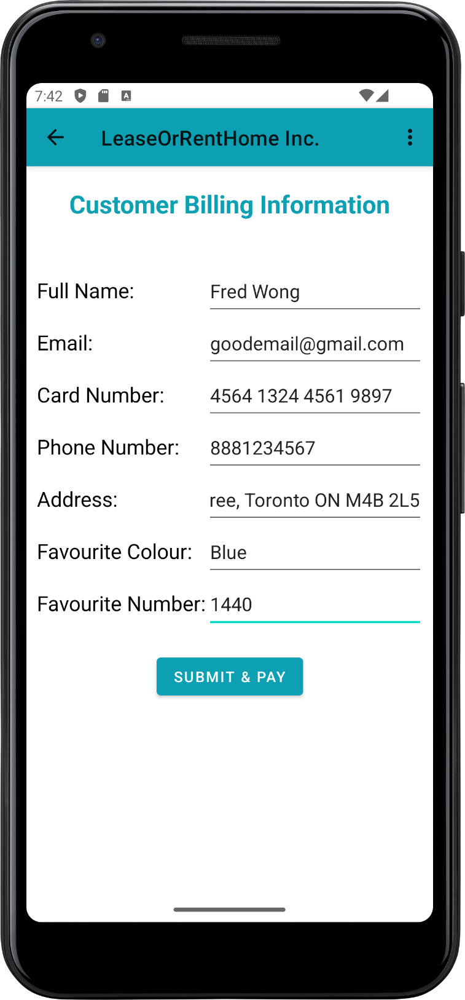 7:42
LeaseOrRentHome Inc.
Customer Billing Information
Full Name: Fred Wong
Email: goodemail@gmail.com
Card Number: 4564 1324 4561 9897
Phone Number: 8881234567
Address: ree, Toronto ON M4B 2L5
Favourite Colour: Blue
Favourite Number: 1440
SUBMIT & PAY